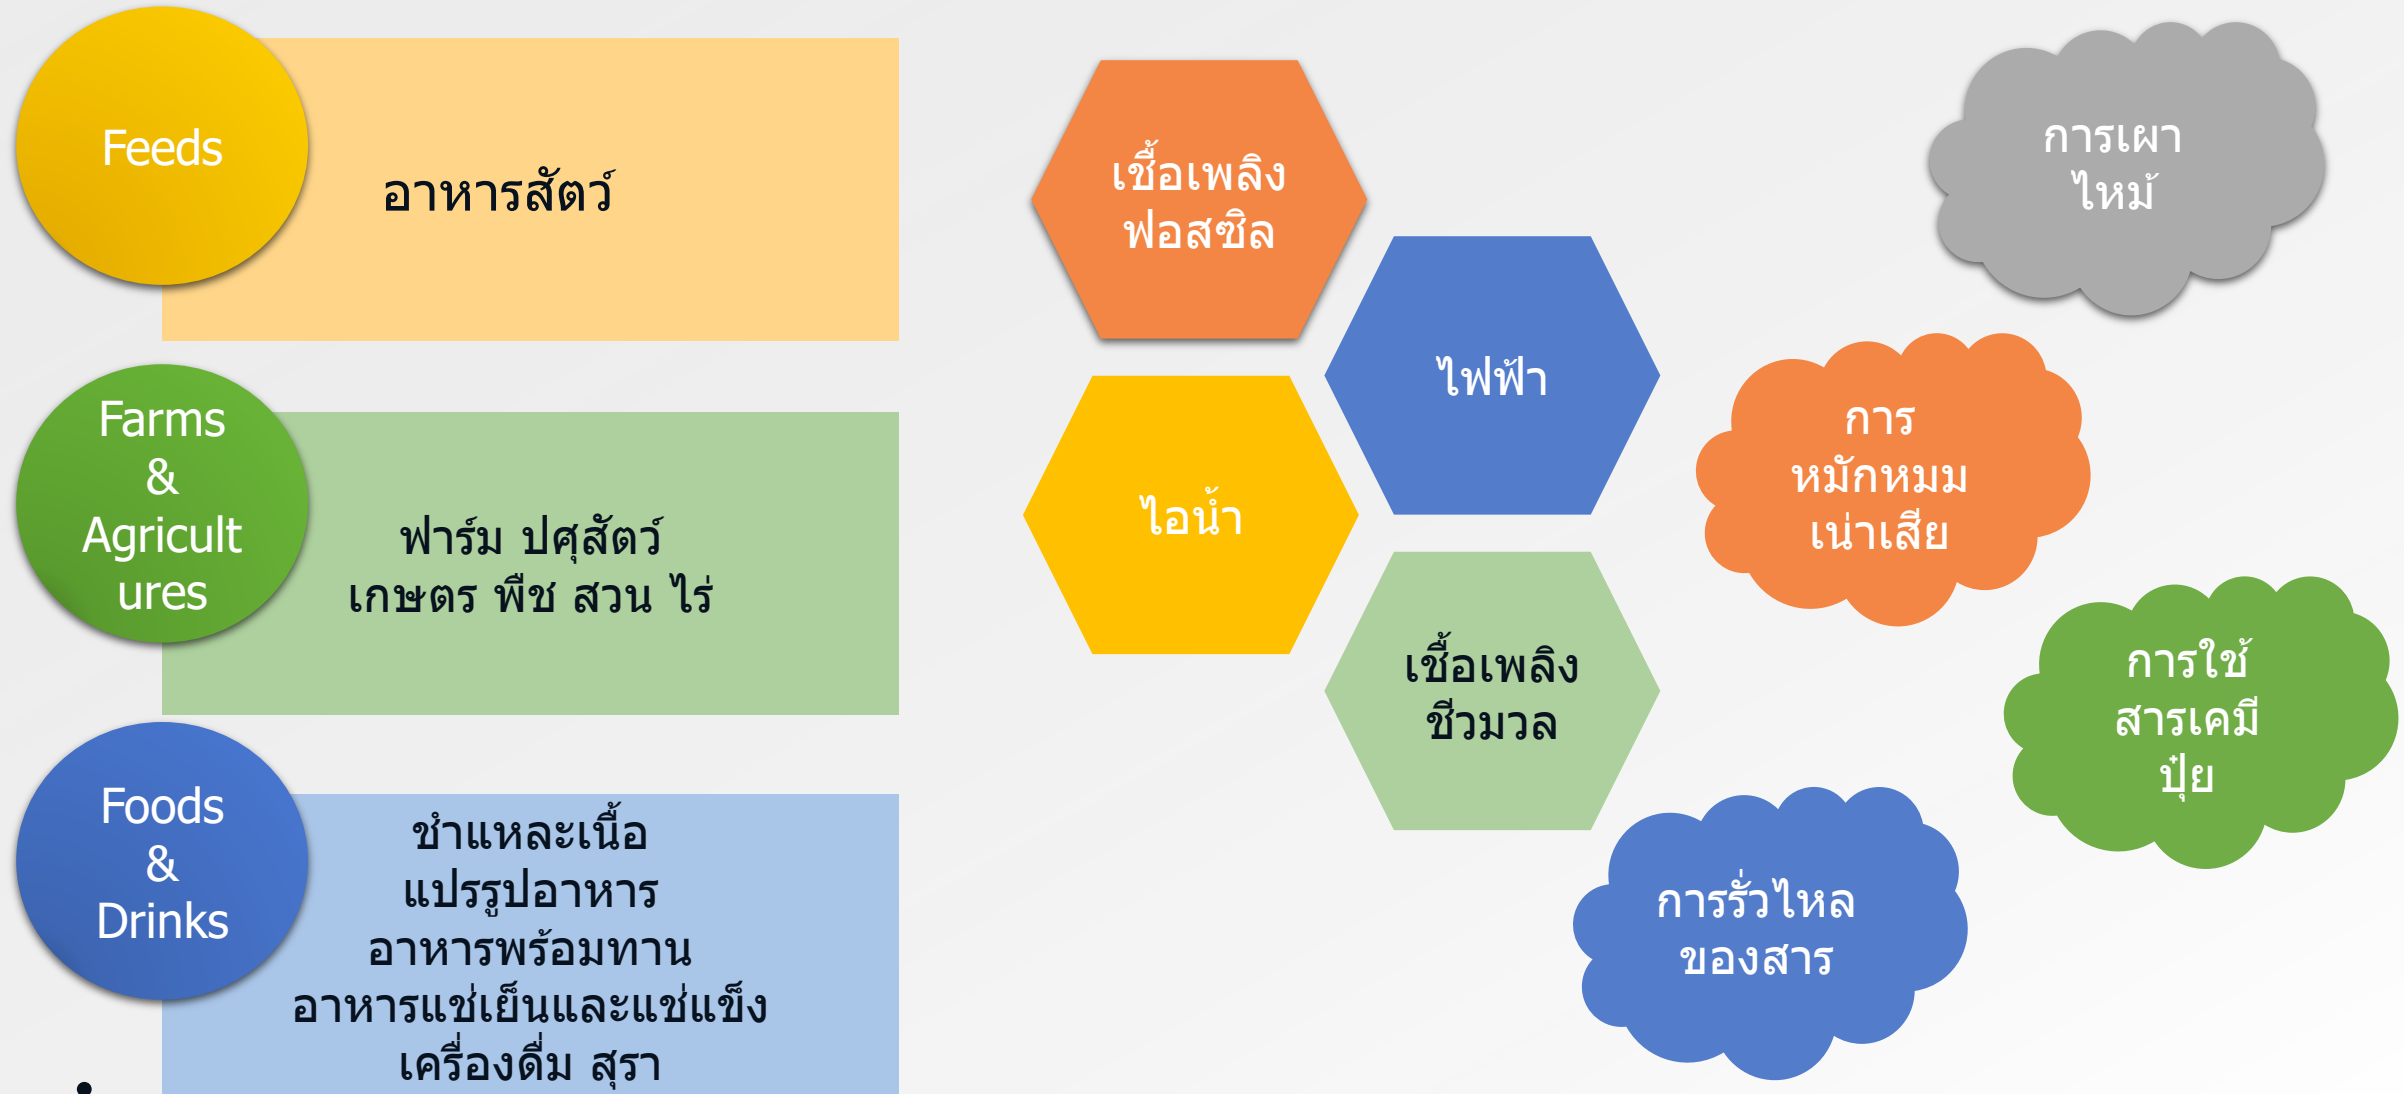 Feeds
อาหารสัตว์
Farms
&
Agricult
ures
ฟาร์ม ปศุสัตว์
เกษตร พืช สวน ไร่
Foods
&
Drinks
ชำแหละเนื้อ
แปรรูปอาหาร
อาหารพร้อมทาน
อาหารแช่เย็นและแช่แข็ง
เครื่องดื่ม สุรา
เชื้อเพลิง
ฟอสซิล
ไฟฟ้า
ไอน้ำ
เชื้อเพลิง
ชีวมวล
การเผา
ไหม้
การ
หมักหมม
เน่าเสีย
การใช้
สารเคมี
ปุ๋ย
การรั่วไหล
ของสาร